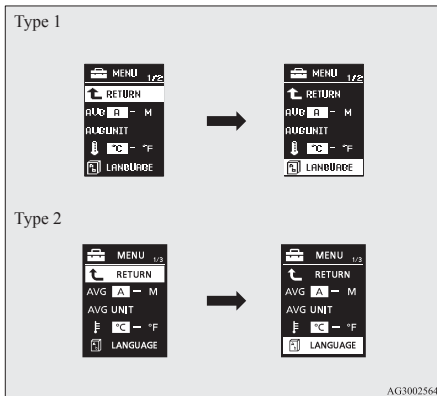 Type 1
MENU 1/2
RETURN
AVG A - M
AVG UNIT
°C - °F
LANGUAGE
MENU 1/2
RETURN
AVG A - M
AVG UNIT
°C - °F
LANGUAGE
Type 2
MENU 1/3
RETURN
AVG A - M
AVG UNIT
°C - °F
LANGUAGE
MENU 1/3
RETURN
AVG A - M
AVG UNIT
°C - °F
LANGUAGE
AG3002564